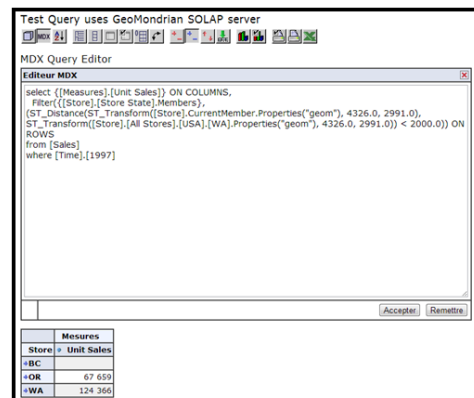 Test Query uses GeoMondrian SOLAP server
MDX
MDX Query Editor
Editeur MDX
select {[Measures].[Unit Sales]} ON COLUMNS,
Filter({[Store].[Store State].Members},
(ST_Distance(ST_Transform([Store].CurrentMember.Properties("geom"), 4326.0, 2991.0),
ST_Transform([Store].[All Stores].[USA].[WA].Properties("geom"), 4326.0, 2991.0)) < 2000.0)) ON
ROWS
from [Sales]
where [Time].[1997]
Accepter Remettre
Mesures
Store Unit Sales
BC
OR 67 659
WA 124 366